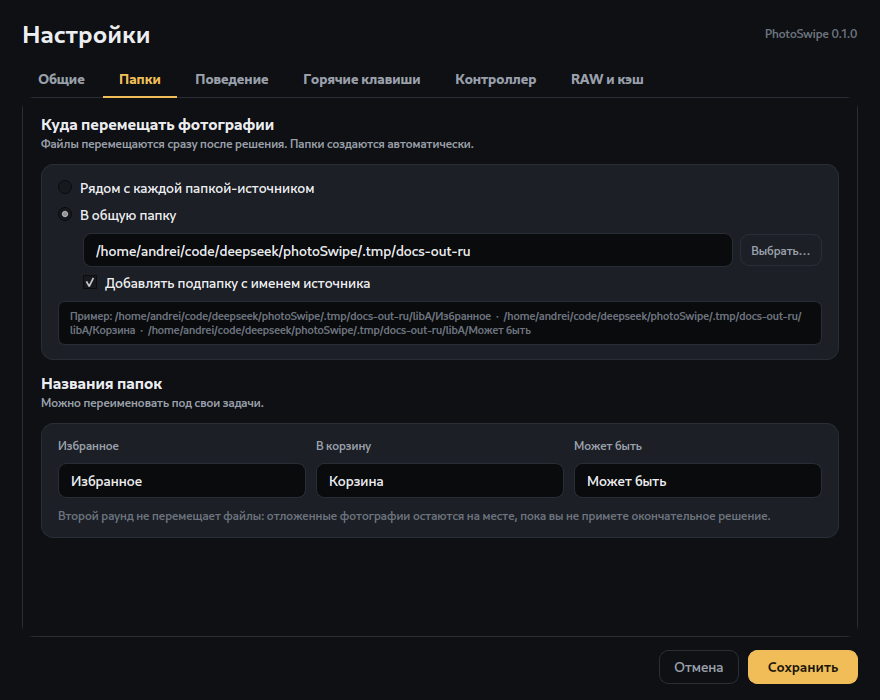 Настройки
PhotoSwipe 0.1.0
Общие Папки Поведение Горячие клавиши Контроллер RAW и кэш
Куда перемещать фотографии
Файлы перемещаются сразу после решения. Папки создаются автоматически.
Рядом с каждой папкой-источником
В общую папку
/home/andrei/code/deepseek/photoSwipe/.tmp/docs-out-ru Выбрать...
Добавлять подпапку с именем источника
Пример: /home/andrei/code/deepseek/photoSwipe/.tmp/docs-out-ru/libA/Избранное · /home/andrei/code/deepseek/photoSwipe/.tmp/docs-out-ru/
libA/Корзина · /home/andrei/code/deepseek/photoSwipe/.tmp/docs-out-ru/libA/Может быть
Названия папок
Можно переименовать под свои задачи.
Избранное В корзину Может быть
Избранное Корзина Может быть
Второй раунд не перемещает файлы: отложенные фотографии остаются на месте, пока вы не примете окончательное решение.
Отмена Сохранить